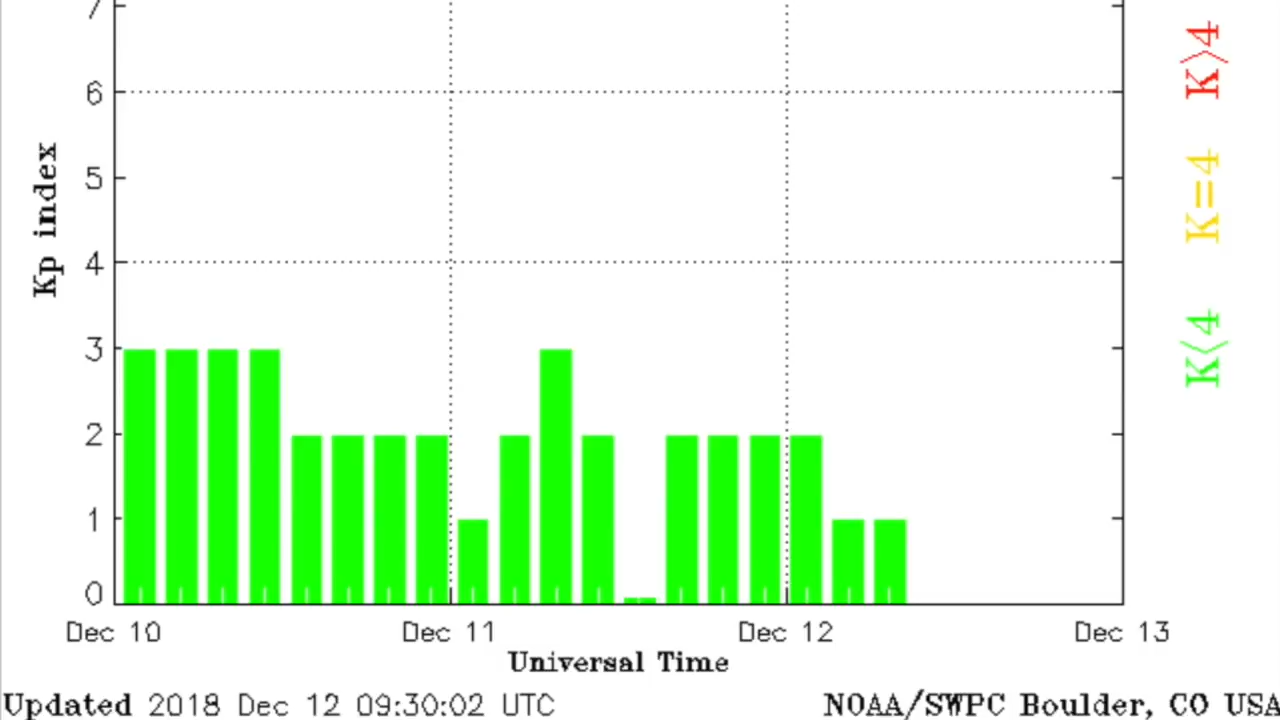 7
6
5
4
3
2
1
0
Kp index
K>4
K=4
K<4
Dec 10 Dec 11 Dec 12 Dec 13
Universal Time
Updated 2018 Dec 12 09:30:02 UTC NOAA/SWPC Boulder, CO USA